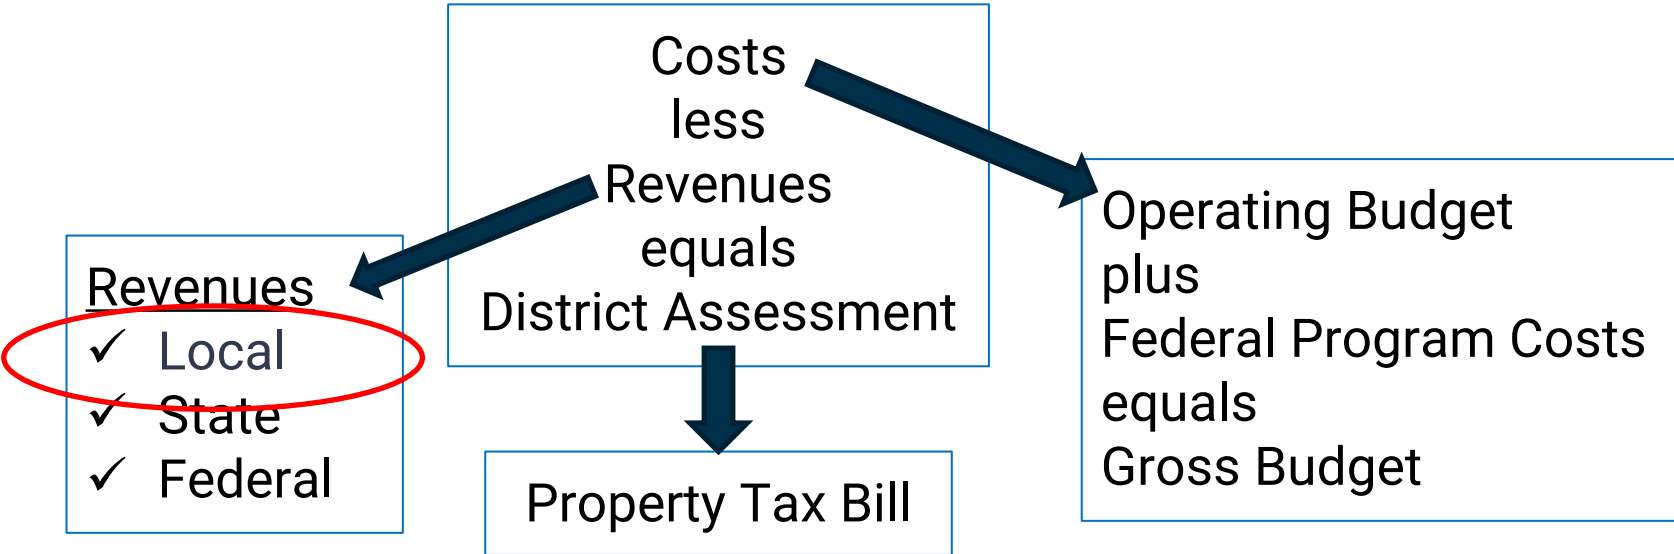 Costs
less
Revenues
equals
District Assessment
Revenues
✓ Local
✓ State
✓ Federal
Property Tax Bill
Operating Budget
plus
Federal Program Costs
equals
Gross Budget